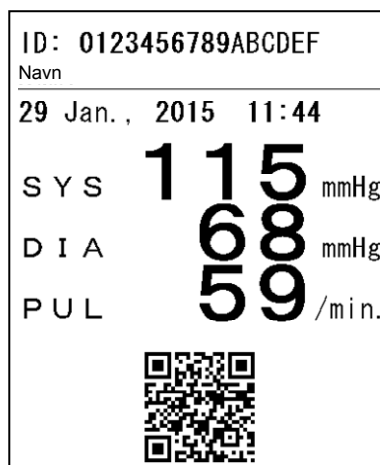 ID: 0123456789ABCDEF
Navn
29 Jan., 2015 11:44
SYS 115 mmHg
DIA 68 mmHg
PUL 59 /min.